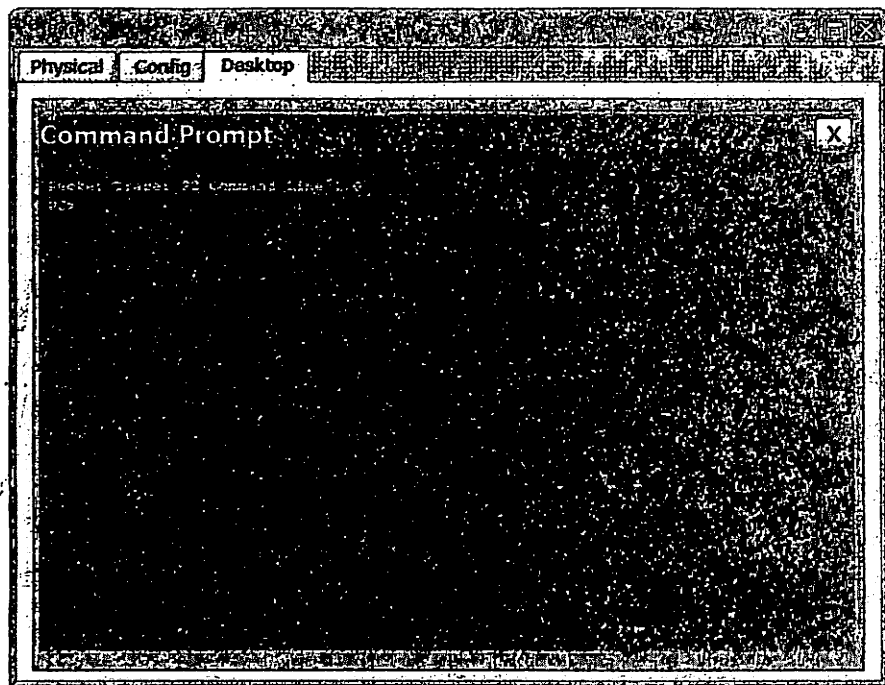 Physical Config Desktop
Command Prompt
X
Packet Tracer PC Command Line 1.0
PC>